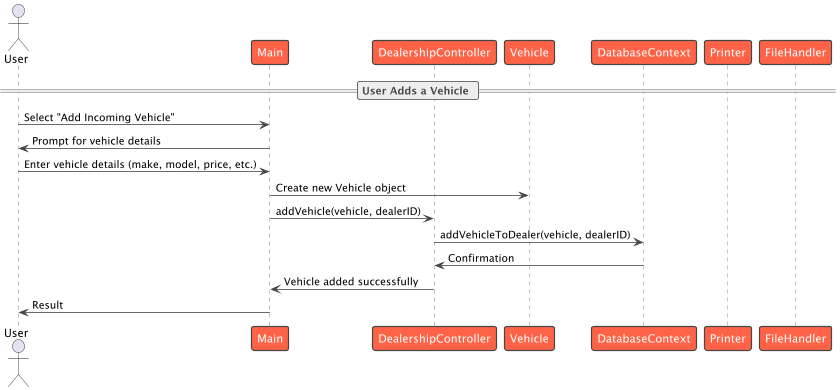 User
Main
DealershipController
Vehicle
DatabaseContext
Printer
FileHandler
User Adds a Vehicle
Select "Add Incoming Vehicle"
Prompt for vehicle details
Enter vehicle details (make, model, price, etc.)
Create new Vehicle object
addVehicle(vehicle, dealerID)
addVehicleToDealer(vehicle, dealerID)
Confirmation
Vehicle added successfully
Result
User
Main
DealershipController
Vehicle
DatabaseContext
Printer
FileHandler